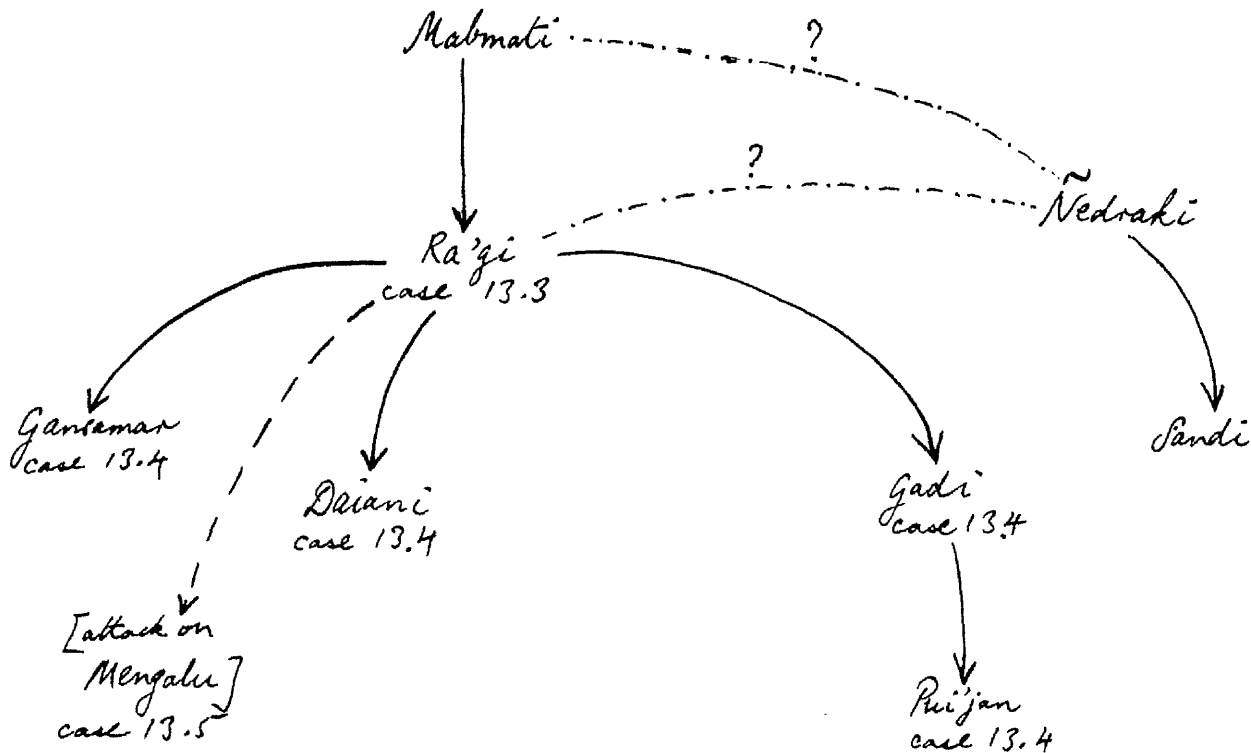 Mabmati
?
?
Ñedraki
Ra'gi
case 13.3
Gansamar
case 13.4
Sandi
Daiani
case 13.4
Gadi
case 13.4
[attack on
Mengalu]
case 13.5
Pui'jan
case 13.4